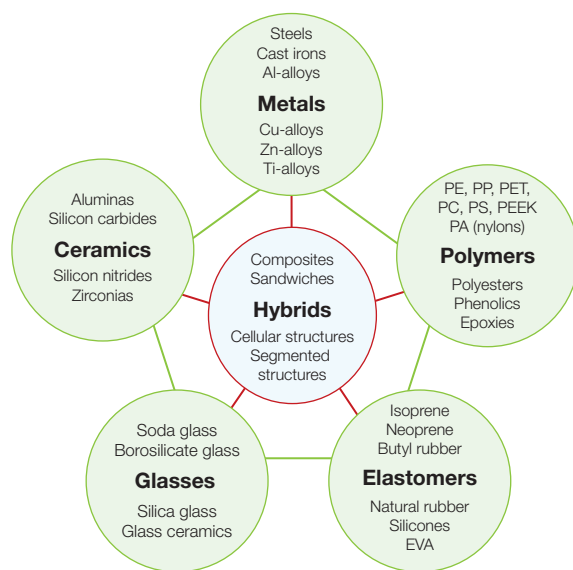 Steels
Cast irons
Al-alloys
Metals
Cu-alloys
Zn-alloys
Ti-alloys
Aluminas
Silicon carbides
Ceramics
Silicon nitrides
Zirconias
PE, PP, PET,
PC, PS, PEEK
PA (nylons)
Polymers
Polyesters
Phenolics
Epoxies
Composites
Sandwiches
Hybrids
Cellular structures
Segmented
structures
Soda glass
Borosilicate glass
Glasses
Silica glass
Glass ceramics
Isoprene
Neoprene
Butyl rubber
Elastomers
Natural rubber
Silicones
EVA